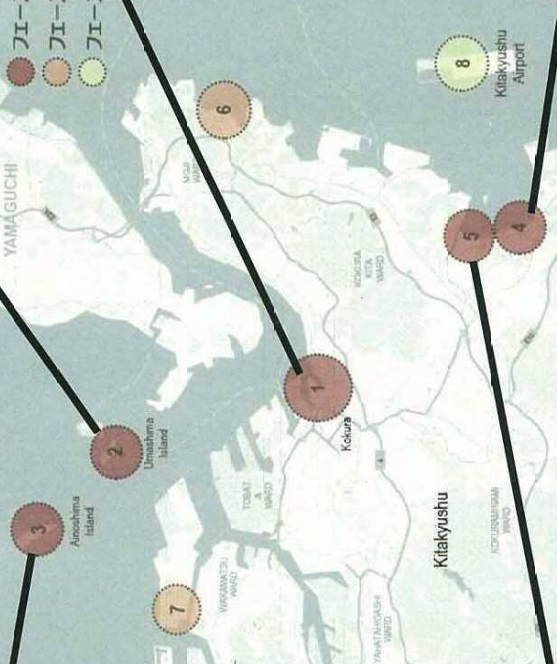 フェー
フェー
フェー
YAMAGUCHI
MOJI
WARD
6
8
Kitakyushu
Airport
5
4
KOKURA
KITA
WARD
1
Kokura
2
Umashima
Island
3
Ainoshima
Island
TOBAT
A
WARD
4
Kitakyushu
KOKURAMINAMI
WARD
7
WAKAMATSU
WARD
YAHATAHIGASHI
WARD